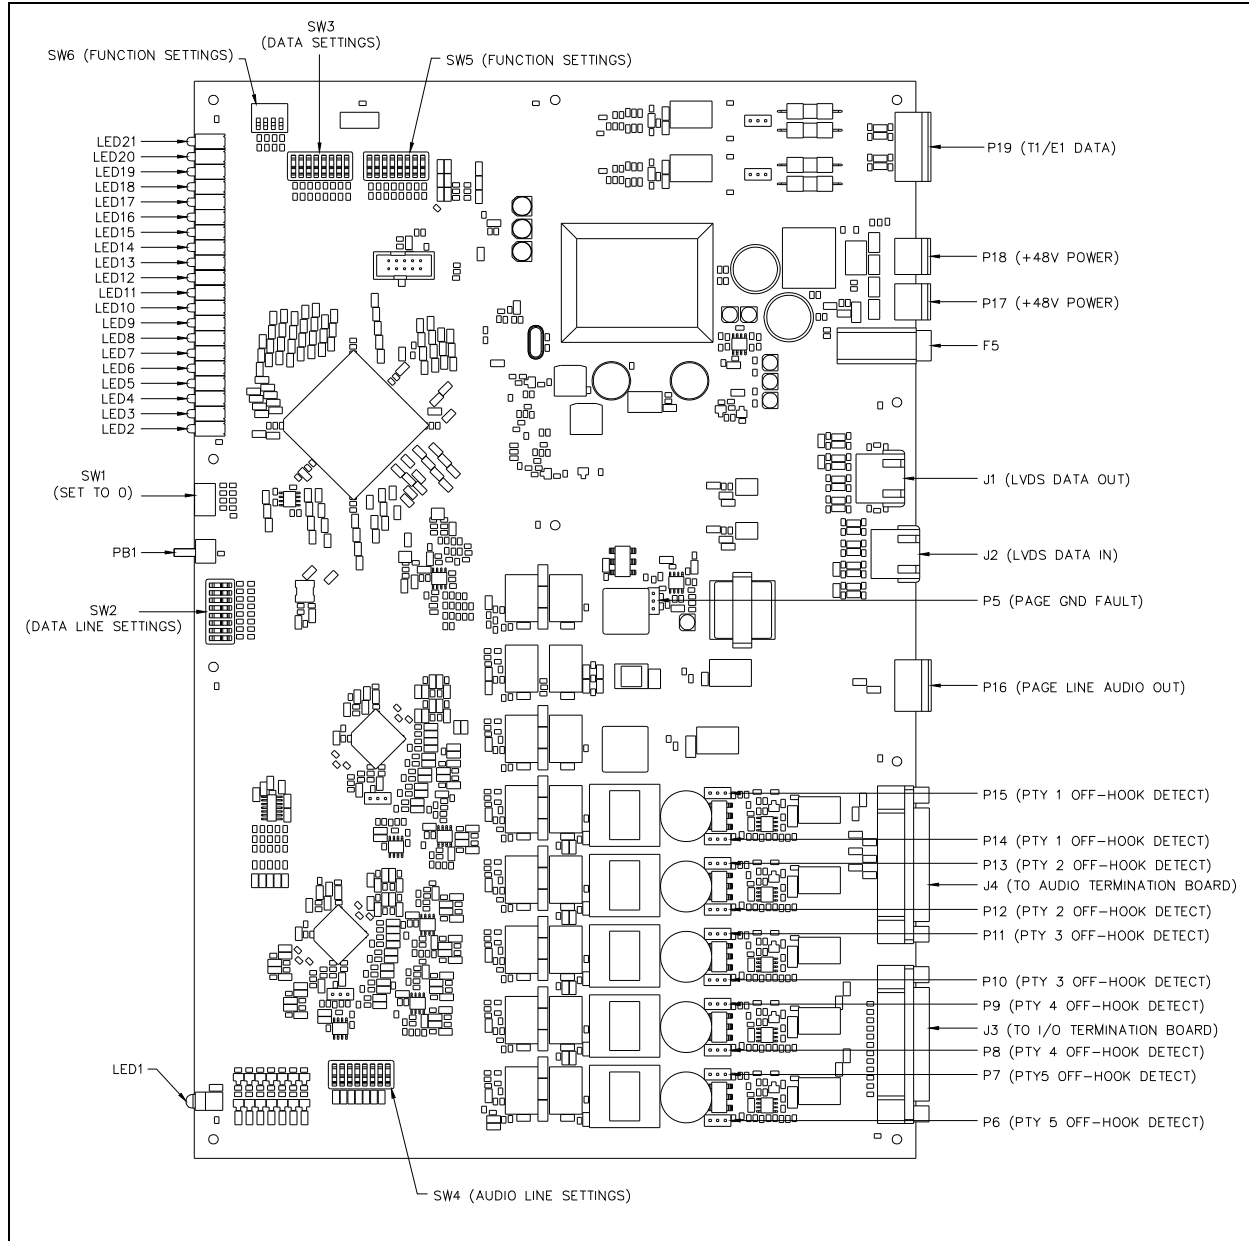 SW3
(DATA SETTINGS)
SW6 (FUNCTION SETTINGS)
SW5 (FUNCTION SETTINGS)
LED21
LED20
LED19
LED18
LED17
LED16
LED15
LED14
LED13
LED12
LED11
LED10
LED9
LED8
LED7
LED6
LED5
LED4
LED3
LED2
SW1
(SET TO 0)
PB1
SW2
(DATA LINE SETTINGS)
LED1
SW4 (AUDIO LINE SETTINGS)
P19 (T1/E1 DATA)
P18 (+48V POWER)
P17 (+48V POWER)
F5
J1 (LVDS DATA OUT)
J2 (LVDS DATA IN)
P5 (PAGE GND FAULT)
P16 (PAGE LINE AUDIO OUT)
P15 (PTY 1 OFF-HOOK DETECT)
P14 (PTY 1 OFF-HOOK DETECT)
P13 (PTY 2 OFF-HOOK DETECT)
J4 (TO AUDIO TERMINATION BOARD)
P12 (PTY 2 OFF-HOOK DETECT)
P11 (PTY 3 OFF-HOOK DETECT)
P10 (PTY 3 OFF-HOOK DETECT)
P9 (PTY 4 OFF-HOOK DETECT)
J3 (TO I/O TERMINATION BOARD)
P8 (PTY 4 OFF-HOOK DETECT)
P7 (PTY5 OFF-HOOK DETECT)
P6 (PTY 5 OFF-HOOK DETECT)